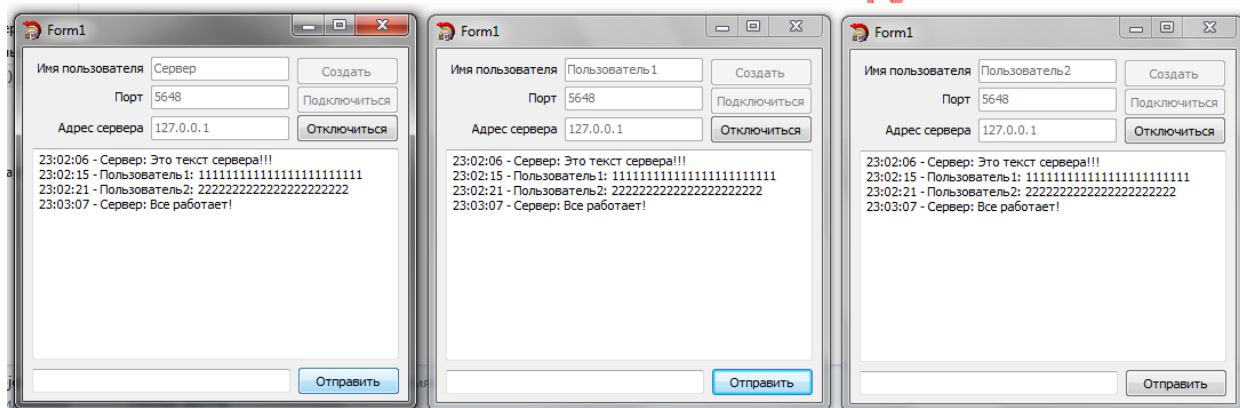 Form1
Имя пользователя Сервер Создать
Порт 5648 Подключиться
Адрес сервера 127.0.0.1 Отключиться
23:02:06 - Сервер: Это текст сервера!!!
23:02:15 - Пользователь1: 1111111111111111111111111
23:02:21 - Пользователь2: 2222222222222222222222
23:03:07 - Сервер: Все работает!
Отправить
Form1
Имя пользователя Пользователь1 Создать
Порт 5648 Подключиться
Адрес сервера 127.0.0.1 Отключиться
23:02:06 - Сервер: Это текст сервера!!!
23:02:15 - Пользователь1: 1111111111111111111111111
23:02:21 - Пользователь2: 2222222222222222222222
23:03:07 - Сервер: Все работает!
Отправить
Form1
Имя пользователя Пользователь2 Создать
Порт 5648 Подключиться
Адрес сервера 127.0.0.1 Отключиться
23:02:06 - Сервер: Это текст сервера!!!
23:02:15 - Пользователь1: 1111111111111111111111111
23:02:21 - Пользователь2: 2222222222222222222222
23:03:07 - Сервер: Все работает!
Отправить